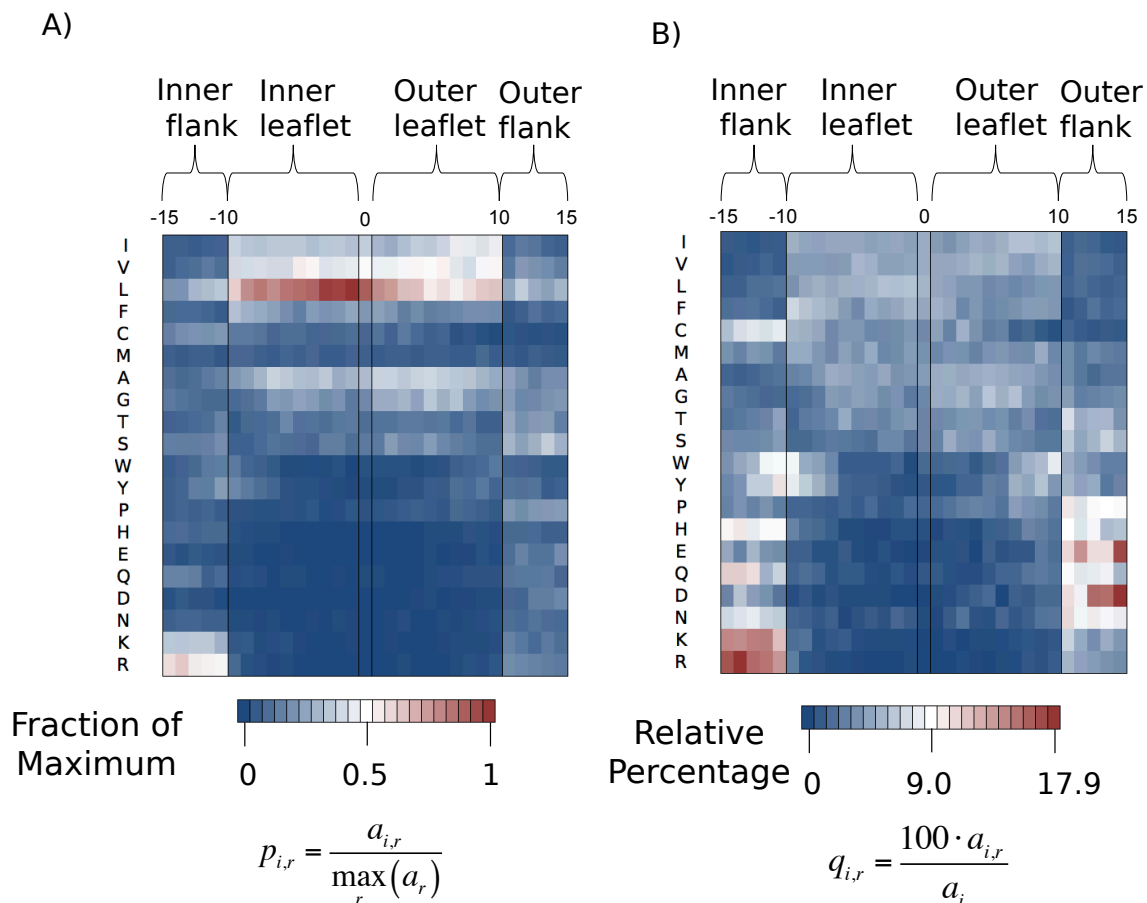 A)
Inner flank
Inner leaflet
Outer leaflet
Outer flank
-15 -10 0 10 15
I
V
L
F
C
M
A
G
T
S
W
Y
P
H
E
Q
D
N
K
R
Fraction of Maximum
0 0.5 1
p_{i,r} = a_{i,r} / max_r (a_r)
B)
Inner flank
Inner leaflet
Outer leaflet
Outer flank
-15 -10 0 10 15
I
V
L
F
C
M
A
G
T
S
W
Y
P
H
E
Q
D
N
K
R
Relative Percentage
0 9.0 17.9
q_{i,r} = 100 · a_{i,r} / a_i